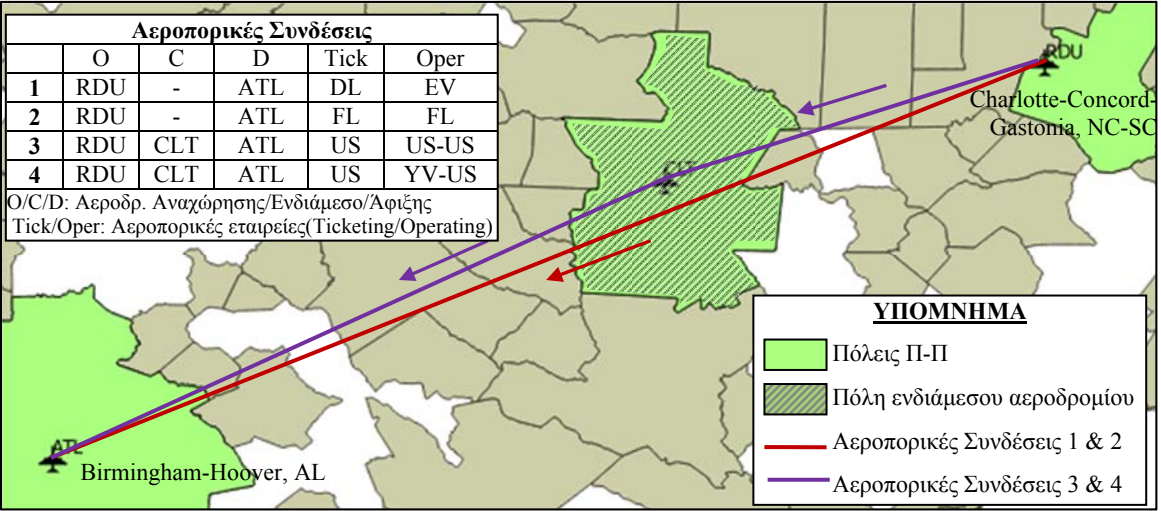 Αεροπορικές Συνδέσεις
O C D Tick Oper
1 RDU - ATL DL EV
2 RDU - ATL FL FL
3 RDU CLT ATL US US-US
4 RDU CLT ATL US YV-US
O/C/D: Αεροδρ. Αναχώρησης/Ενδιάμεσο/Άφιξης
Tick/Oper: Αεροπορικές εταιρείες(Ticketing/Operating)
RDU
Charlotte-Concord-
Gastonia, NC-SC
CLT
ATL
Birmingham-Hoover, AL
ΥΠΟΜΝΗΜΑ
Πόλεις Π-Π
Πόλη ενδιάμεσου αεροδρομίου
Αεροπορικές Συνδέσεις 1 & 2
Αεροπορικές Συνδέσεις 3 & 4